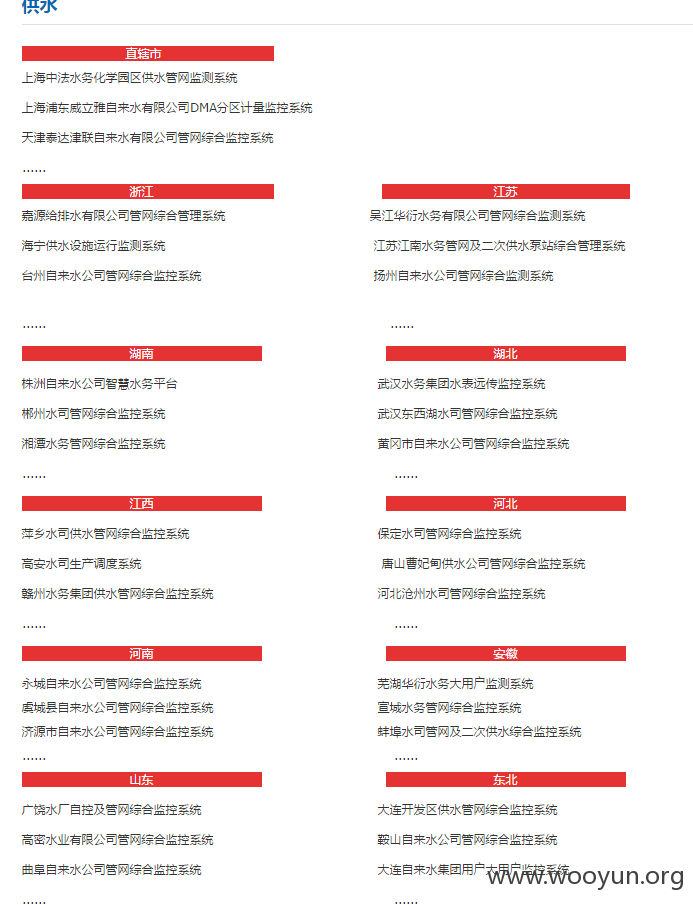 供水
直辖市
上海中法水务化学园区供水管网监测系统
上海浦东威立雅自来水有限公司DMA分区计量监控系统
天津泰达津联自来水有限公司管网综合监控系统
......
浙江
嘉源给排水有限公司管网综合管理系统
海宁供水设施运行监测系统
台州自来水公司管网综合监控系统
......
江苏
吴江华衍水务有限公司管网综合监测系统
江苏江南水务管网及二次供水泵站综合管理系统
扬州自来水公司管网综合监测系统
......
湖南
株洲自来水公司智慧水务平台
郴州水司管网综合监控系统
湘潭水务管网综合监控系统
......
湖北
武汉水务集团水表远传监控系统
武汉东西湖水司管网综合监控系统
黄冈市自来水公司管网综合监控系统
......
江西
萍乡水司供水管网综合监控系统
高安水司生产调度系统
赣州水务集团供水管网综合监控系统
......
河北
保定水司管网综合监控系统
唐山曹妃甸供水公司管网综合监控系统
河北沧州水司管网综合监控系统
......
河南
永城自来水公司管网综合监控系统
虞城县自来水公司管网综合监控系统
济源市自来水公司管网综合监控系统
......
安徽
芜湖华衍水务大用户监测系统
宣城水务管网综合监控系统
蚌埠水司管网及二次供水综合监控系统
......
山东
广饶水厂自控及管网综合监控系统
高密水业有限公司管网综合监控系统
曲阜自来水公司管网综合监控系统
......
东北
大连开发区供水管网综合监控系统
鞍山自来水公司管网综合监控系统
大连自来水集团用户大用户监控系统
......
www.wooyun.org